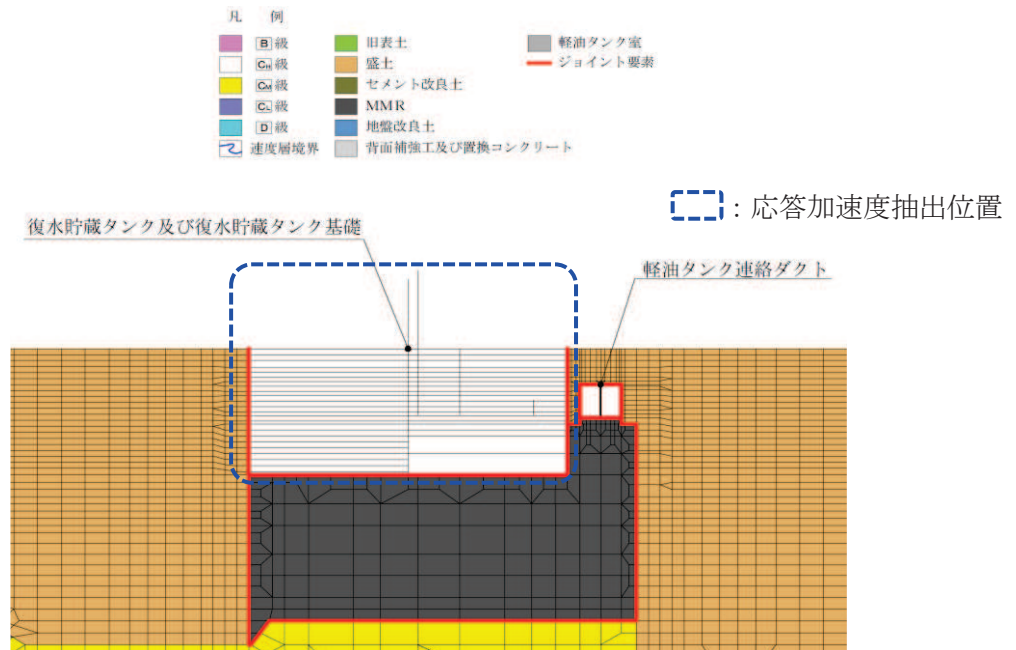 凡 例
B 級
CH 級
CM 級
CL 級
D 級
速度層境界
旧表土
盛土
セメント改良土
MMR
地盤改良土
背面補強工及び置換コンクリート
軽油タンク室
ジョイント要素
：応答加速度抽出位置
復水貯蔵タンク及び復水貯蔵タンク基礎
軽油タンク連絡ダクト